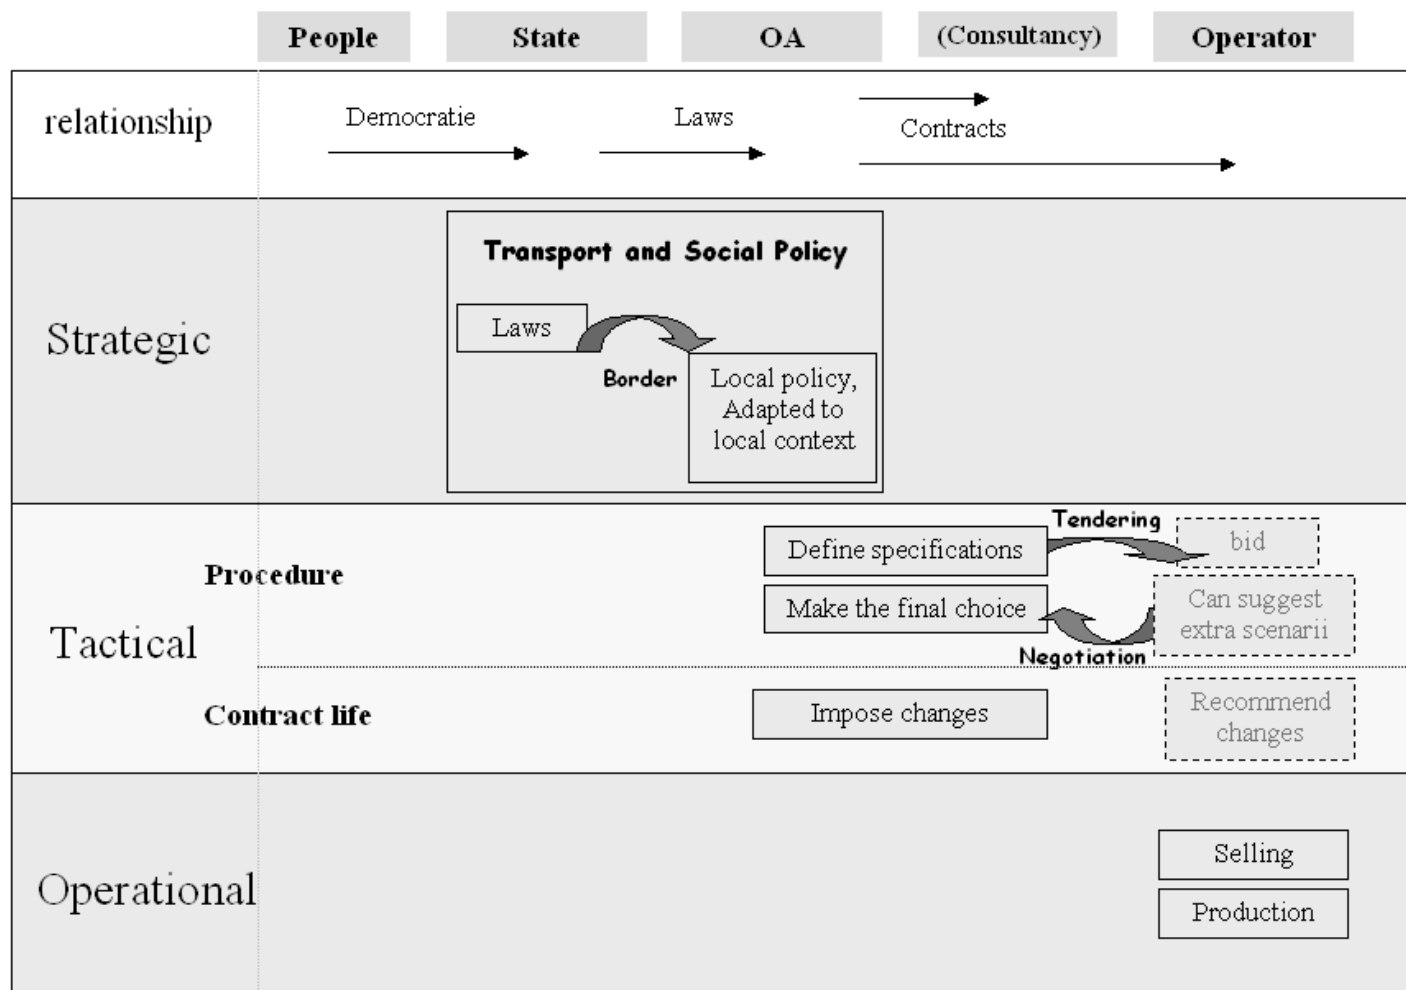 People State OA (Consultancy) Operator
relationship
Democratie
Laws
Contracts
Strategic
Transport and Social Policy
Laws
Border
Local policy,
Adapted to
local context
Tactical
Procedure
Define specifications
Tendering
bid
Make the final choice
Negotiation
Can suggest
extra scenarii
Contract life
Impose changes
Recommend
changes
Operational
Selling
Production